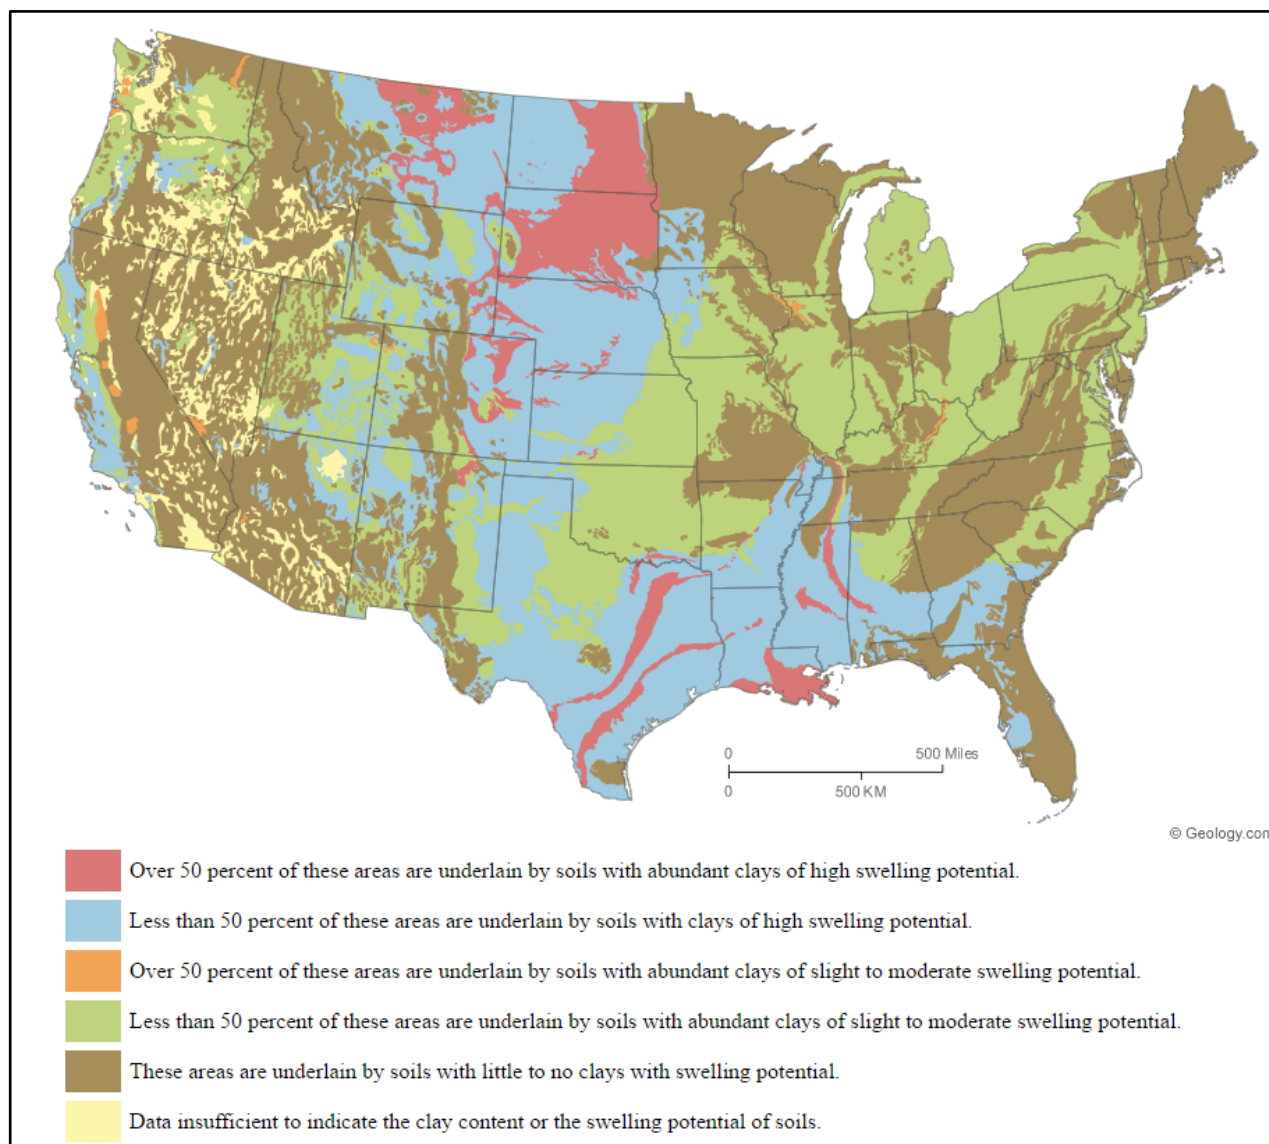 0 500 Miles
0 500 KM
© Geology.com
Over 50 percent of these areas are underlain by soils with abundant clays of high swelling potential.
Less than 50 percent of these areas are underlain by soils with clays of high swelling potential.
Over 50 percent of these areas are underlain by soils with abundant clays of slight to moderate swelling potential.
Less than 50 percent of these areas are underlain by soils with abundant clays of slight to moderate swelling potential.
These areas are underlain by soils with little to no clays with swelling potential.
Data insufficient to indicate the clay content or the swelling potential of soils.